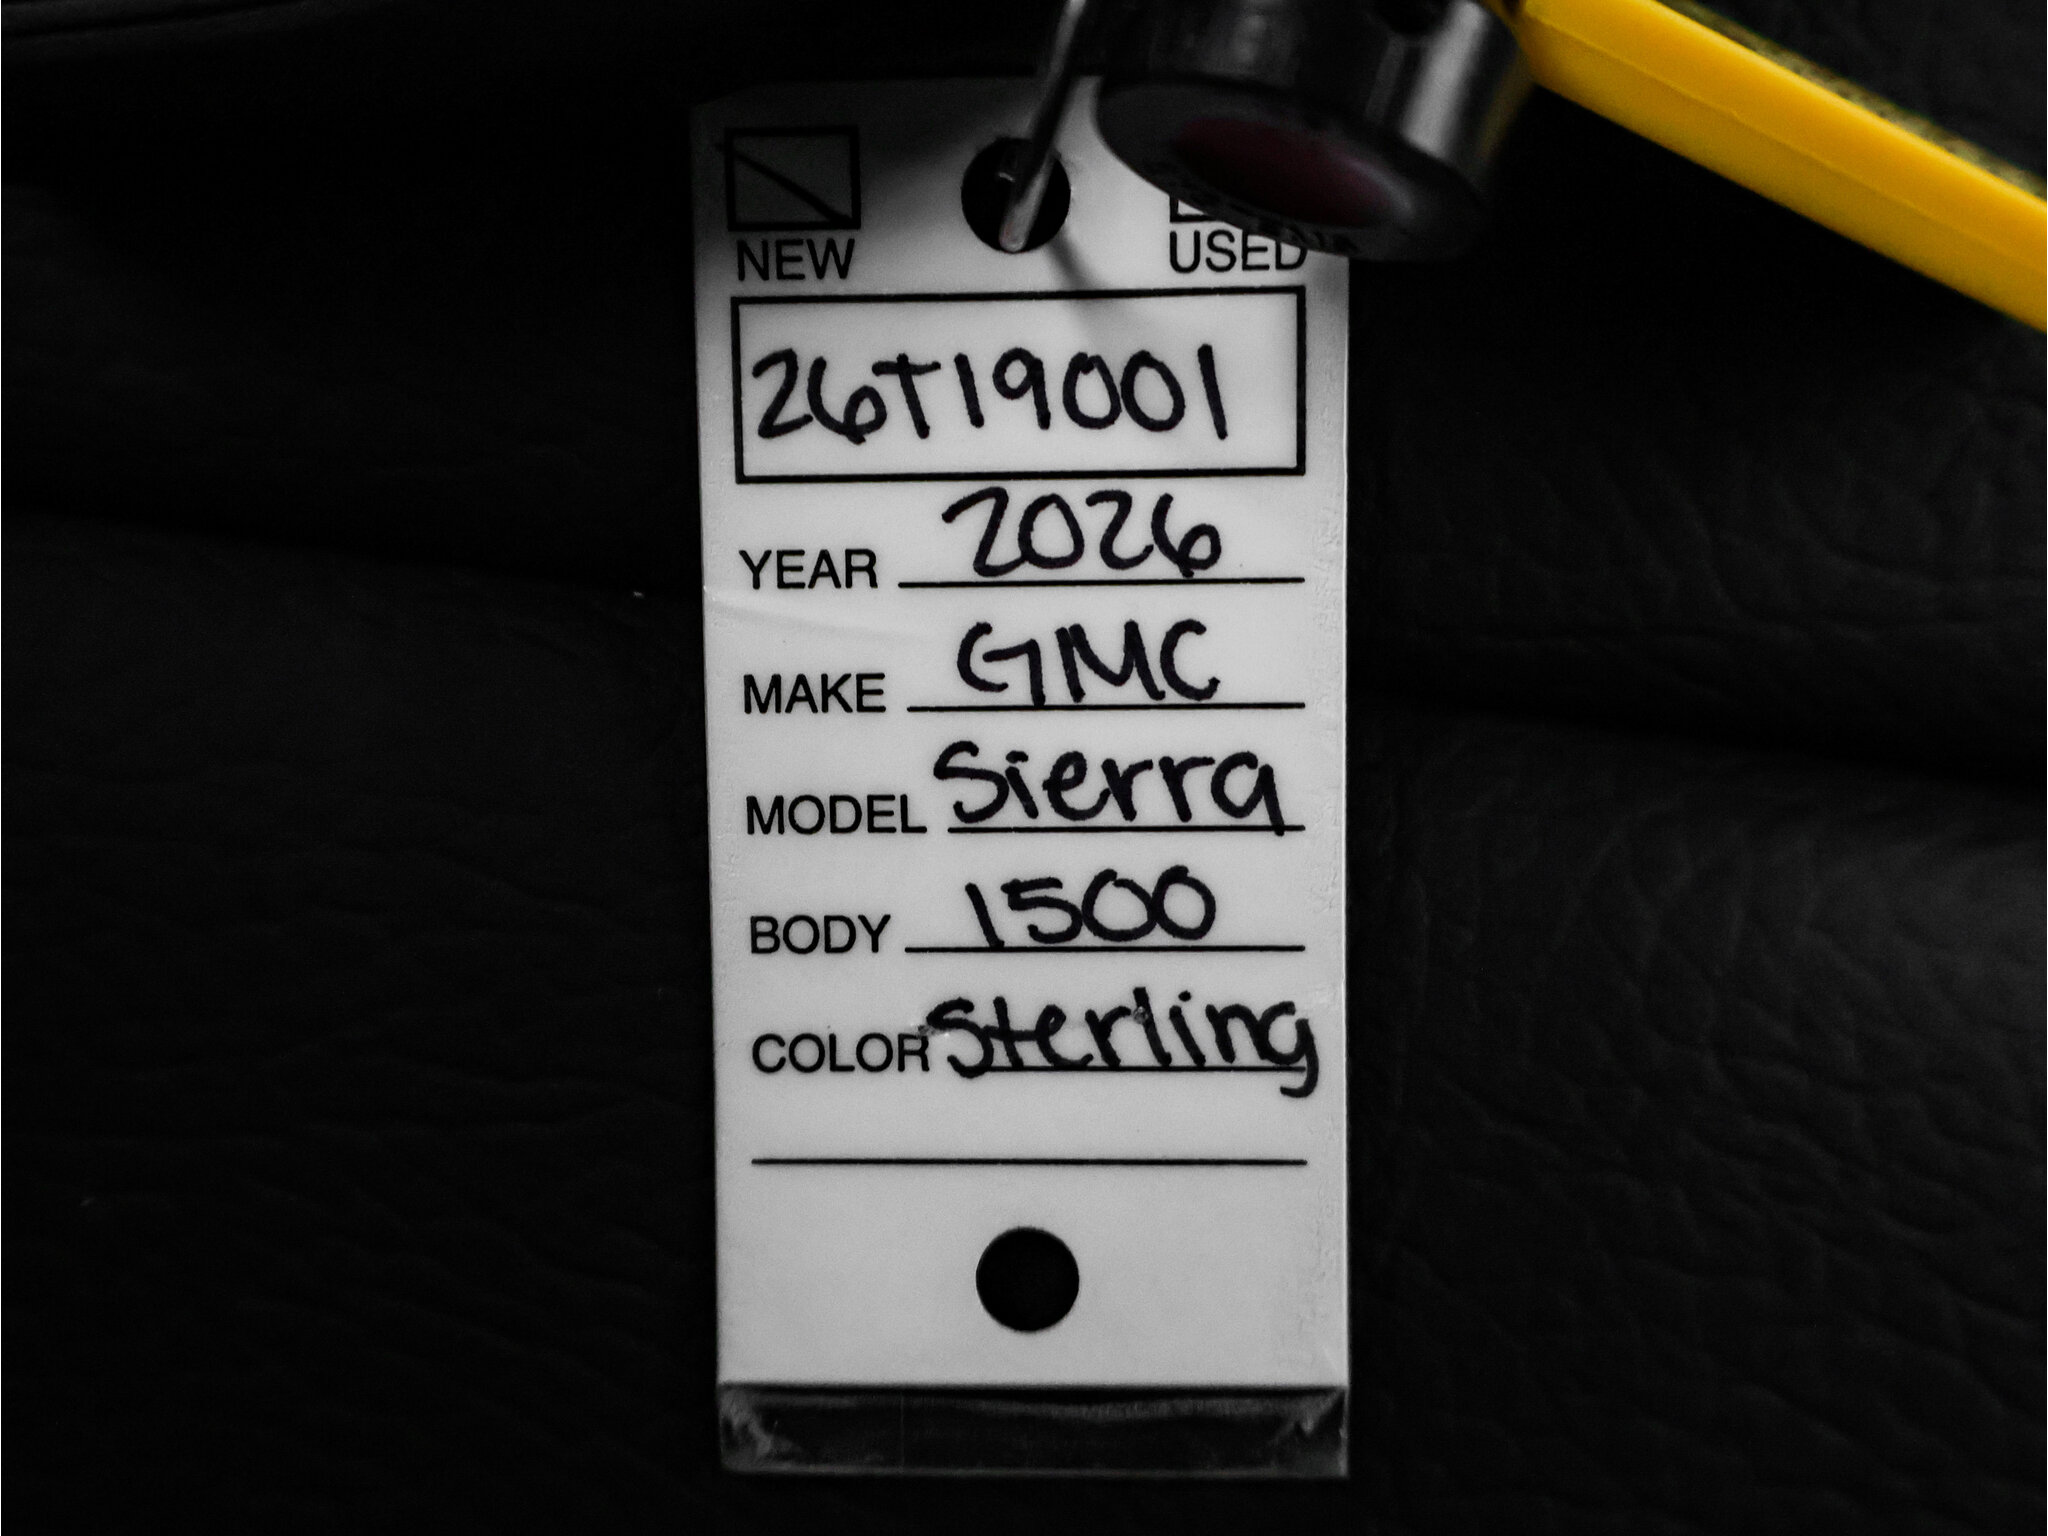 NEW USED
26T19001
YEAR 2026
MAKE GMC
MODEL Sierra
BODY 1500
COLOR Sterling